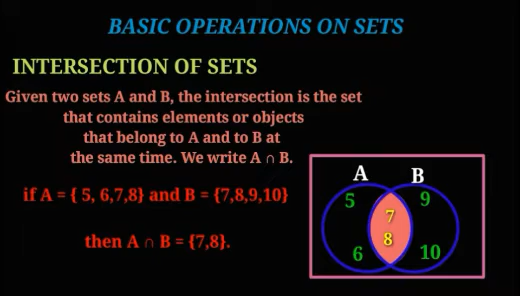 BASIC OPERATIONS ON SETS
INTERSECTION OF SETS
Given two sets A and B, the intersection is the set
that contains elements or objects
that belong to A and to B at
the same time. We write A ∩ B.
if A = { 5, 6,7,8} and B = {7,8,9,10}
then A ∩ B = {7,8}.
A B
5 7 9
8
6 10